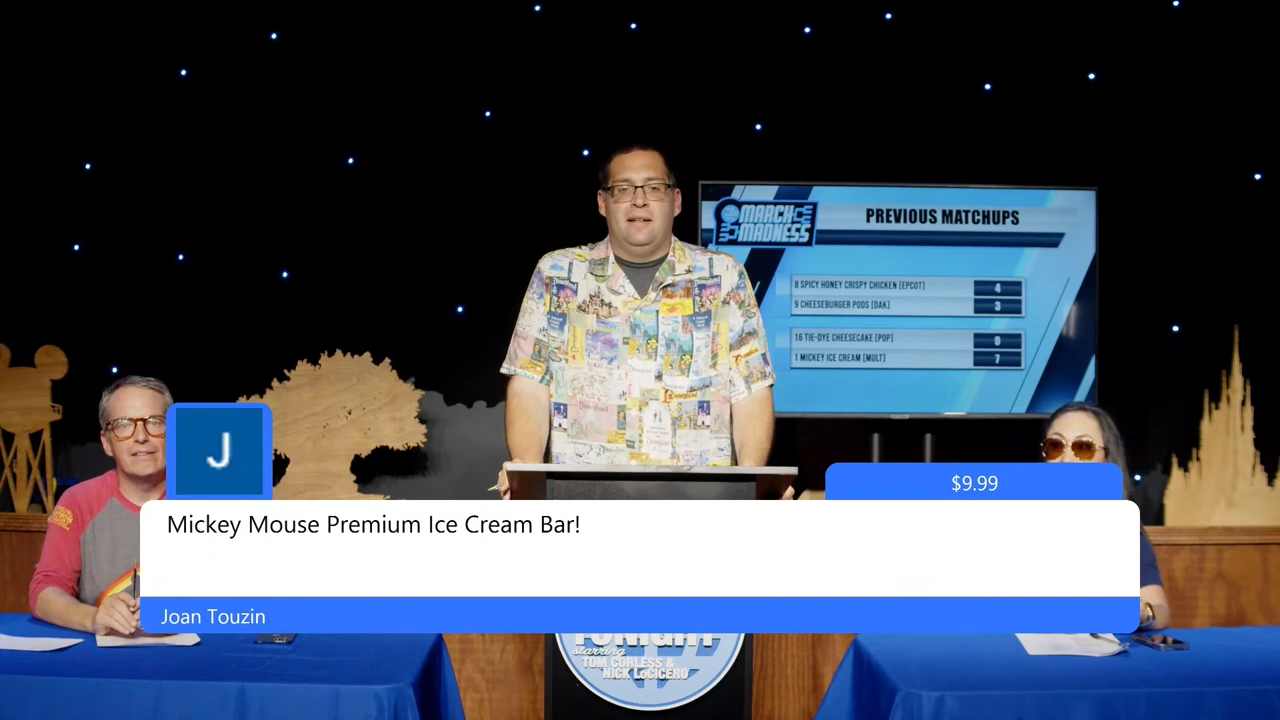 MARCH
MADNESS
PREVIOUS MATCHUPS
8 SPICY HONEY CRISPY CHICKEN [EPCOT] 4
9 CHEESEBURGER PODS [DAK] 3
16 TIE-DYE CHEESECAKE [POP] 0
1 MICKEY ICE CREAM [MULT] 7
J
$9.99
Mickey Mouse Premium Ice Cream Bar!
Joan Touzin
TONIGHT
starring
TOM CORLESS &
NICK LoCICERO